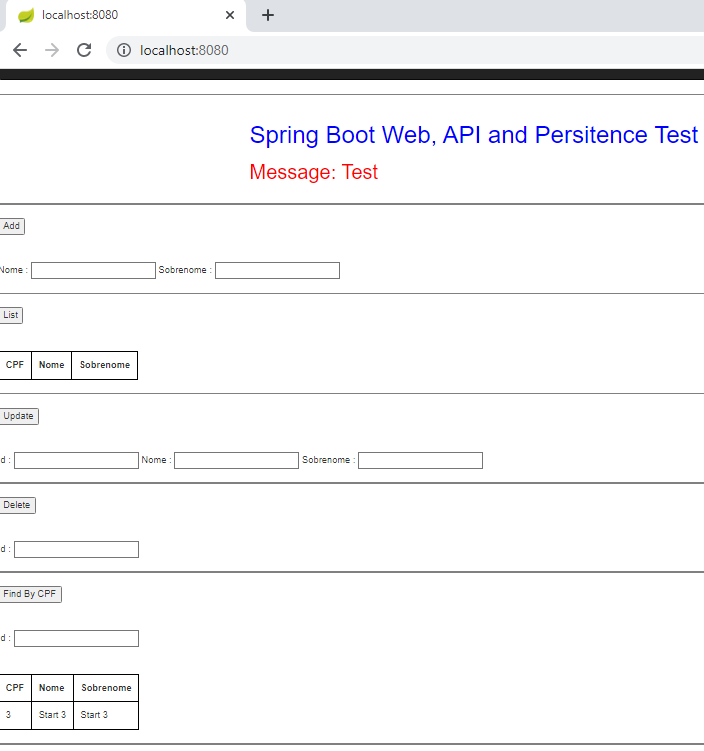 localhost:8080
localhost:8080
Spring Boot Web, API and Persitence Test
Message: Test
Add
Nome : Sobrenome :
List
CPF Nome Sobrenome
Update
d : Nome : Sobrenome :
Delete
d :
Find By CPF
d :
CPF Nome Sobrenome
3 Start 3 Start 3